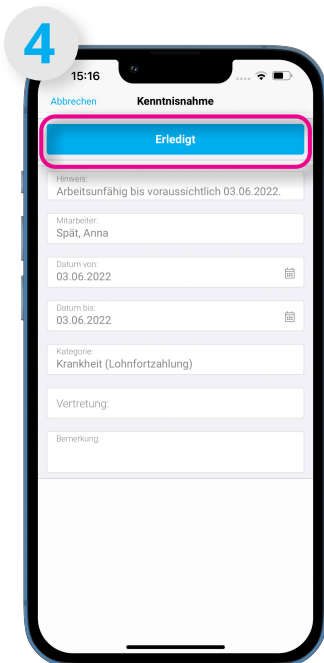 4
15:16
Abbrechen Kenntnisnahme
Erledigt
Hinweis:
Arbeitsunfähig bis voraussichtlich 03.06.2022.
Mitarbeiter:
Spät, Anna
Datum von:
03.06.2022
Datum bis:
03.06.2022
Kategorie:
Krankheit (Lohnfortzahlung)
Vertretung:
Bemerkung: